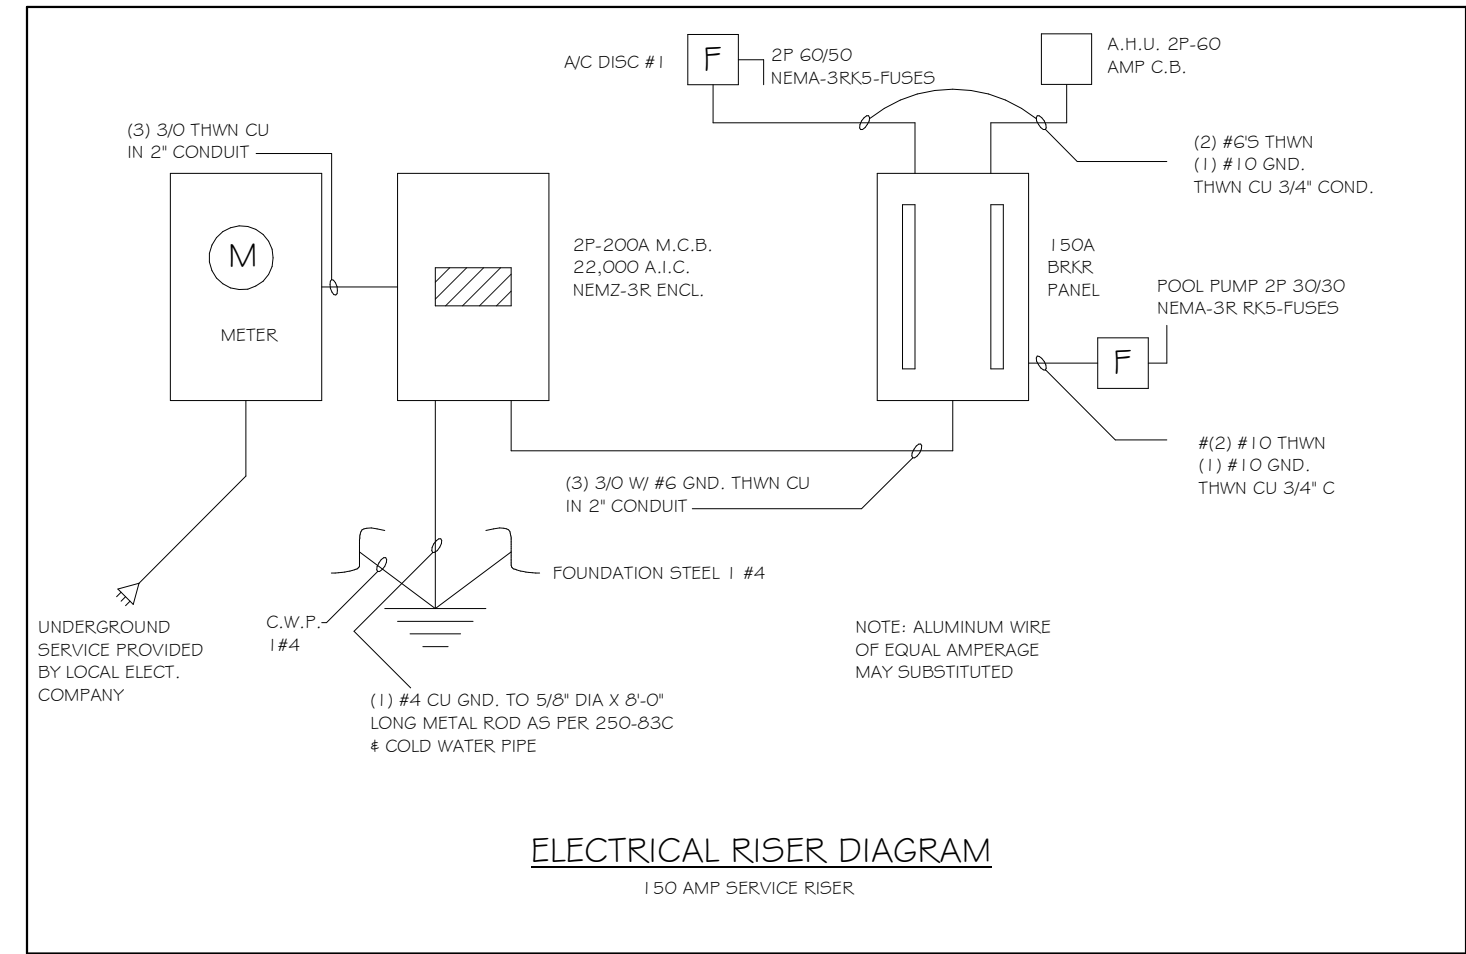 A/C DISC #1
F
2P 60/50
NEMA-3RK5-FUSES
A.H.U. 2P-60
AMP C.B.
(3) 3/0 THWN CU
IN 2" CONDUIT
(2) #6'S THWN
(1) #10 GND.
THWN CU 3/4" COND.
M
METER
2P-200A M.C.B.
22,000 A.I.C.
NEMZ-3R ENCL.
150A
BRKR
PANEL
POOL PUMP 2P 30/30
NEMA-3R RK5-FUSES
F
#(2) #10 THWN
(1) #10 GND.
THWN CU 3/4" C
(3) 3/0 W/ #6 GND. THWN CU
IN 2" CONDUIT
FOUNDATION STEEL 1 #4
C.W.P.
1#4
UNDERGROUND
SERVICE PROVIDED
BY LOCAL ELECT.
COMPANY
NOTE: ALUMINUM WIRE
OF EQUAL AMPERAGE
MAY SUBSTITUTED
(1) #4 CU GND. TO 5/8" DIA X 8'-0"
LONG METAL ROD AS PER 250-83C
& COLD WATER PIPE
ELECTRICAL RISER DIAGRAM
150 AMP SERVICE RISER